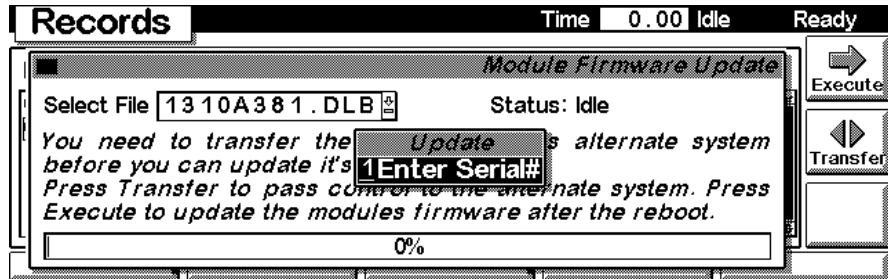 Records Time 0.00 Idle Ready
Module Firmware Update
Execute
Select File 1310A381.DLB Status: Idle
You need to transfer the s alternate system
Update
before you can update it's
1Enter Serial#
Transfer
Press Transfer to pass control to the alternate system. Press
Execute to update the modules firmware after the reboot.
0%